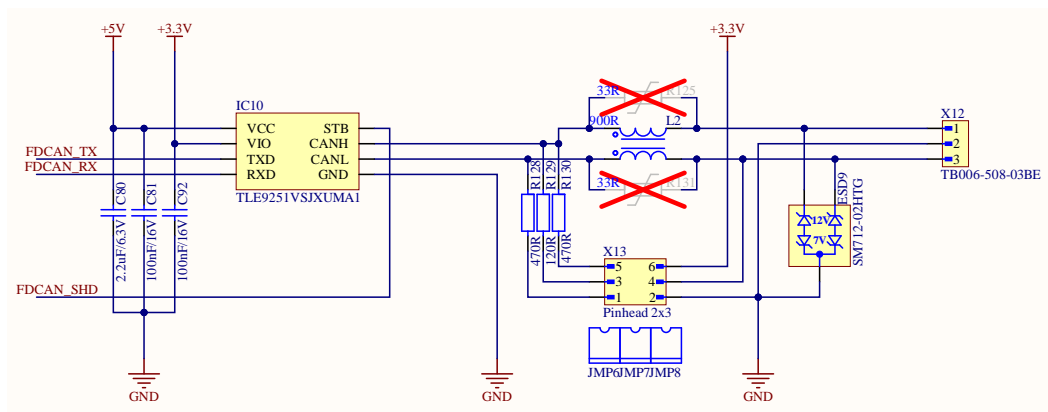 +5V
+3.3V
+3.3V
33R
R125
IC10
900R
L2
X12
VCC
STB
VIO
CANH
TXD
CANL
RXD
GND
1
2
3
FDCAN_TX
FDCAN_RX
TLE9251VSJXUMA1
TB006-508-03BE
33R
R131
R128
R129
R130
470R
120R
470R
C80
C81
C92
2.2uF/6.3V
100nF/16V
100nF/16V
ESD9
SM712-02HTG
12V
7V
X13
5
6
3
4
1
2
Pinhead 2x3
FDCAN_SHD
JMP6
JMP7
JMP8
GND
GND
GND